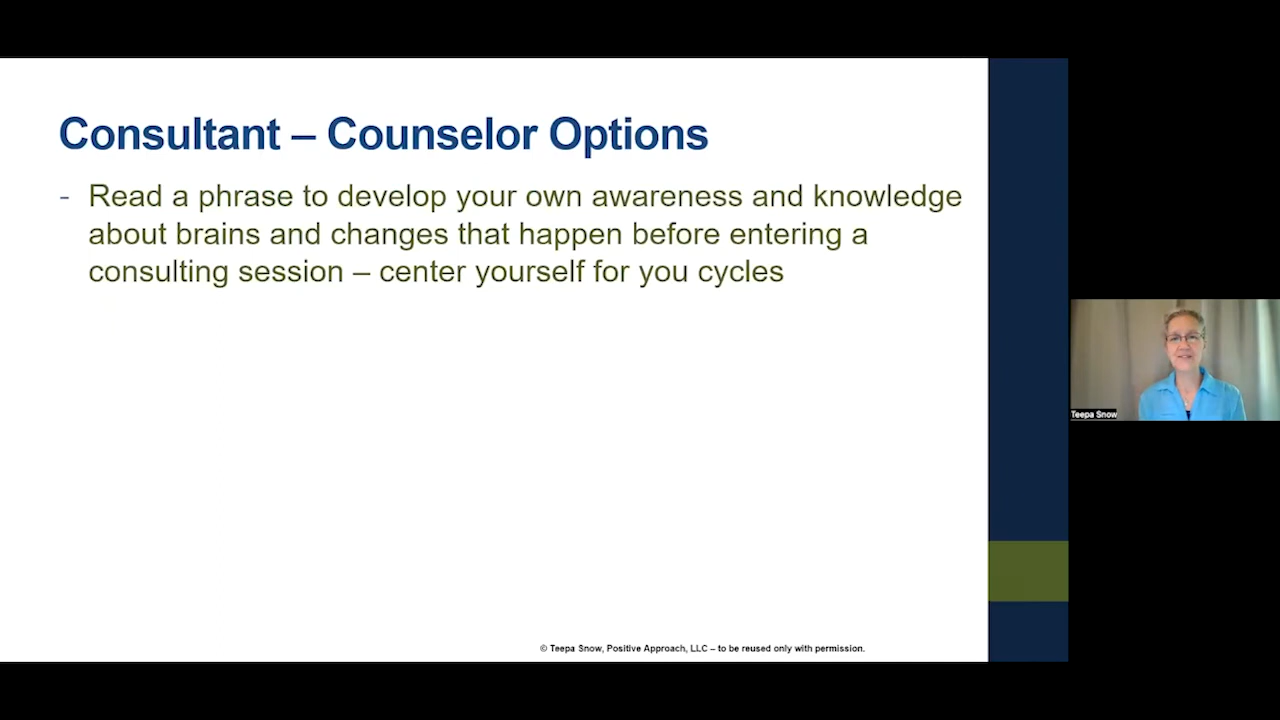 Consultant – Counselor Options
- Read a phrase to develop your own awareness and knowledge
about brains and changes that happen before entering a
consulting session – center yourself for you cycles
Teepa Snow
© Teepa Snow, Positive Approach, LLC – to be reused only with permission.